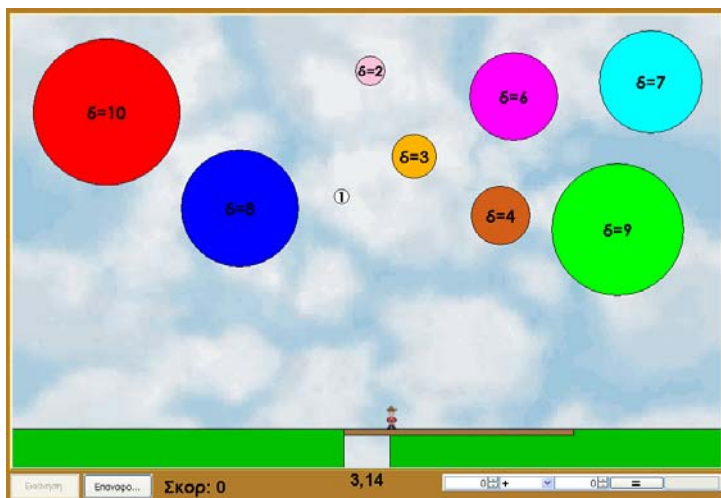 δ=2
δ=7
δ=6
δ=10
δ=3
①
δ=8
δ=4
δ=9
Επαναφο... Σκορ: 0 3,14 0 + 0 =